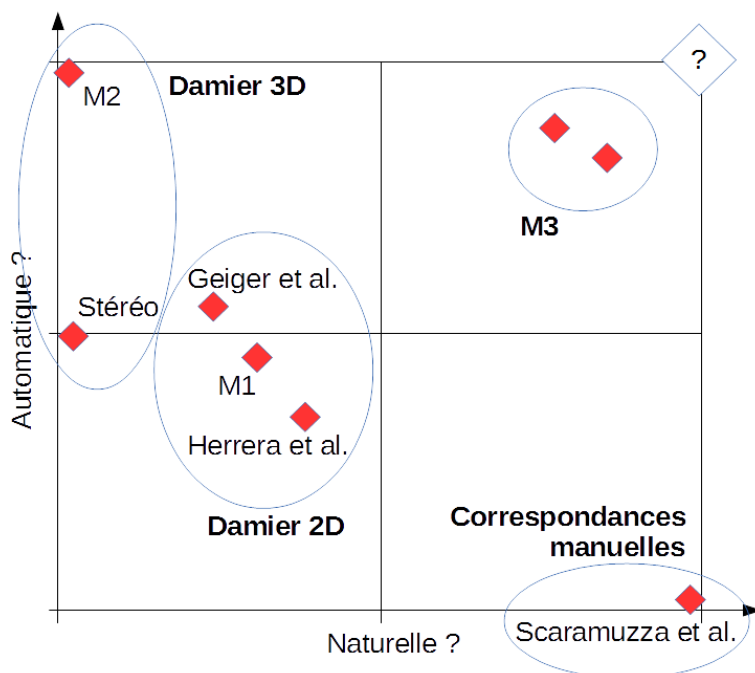 ?
Damier 3D
M2
M3
Geiger et al.
Stéréo
Automatique ?
M1
Herrera et al.
Damier 2D
Correspondances
manuelles
Scaramuzza et al.
Naturelle ?